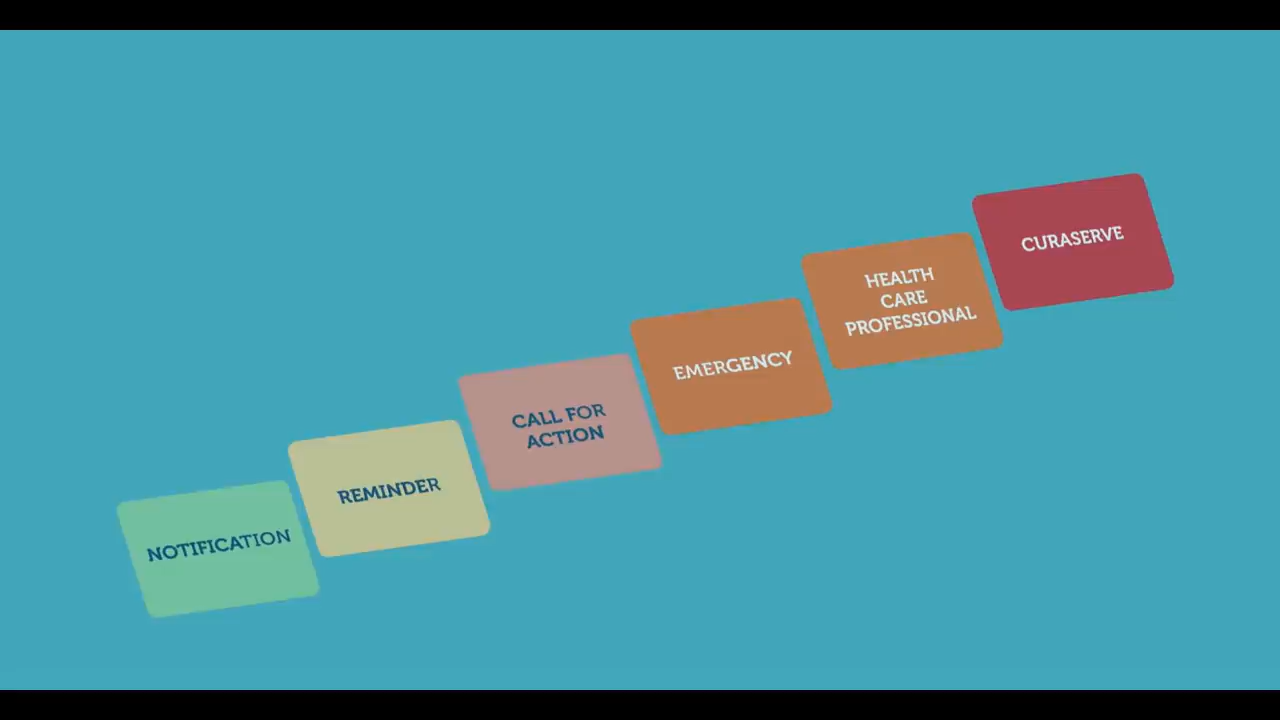 NOTIFICATION
REMINDER
CALL FOR
ACTION
EMERGENCY
HEALTH
CARE
PROFESSIONAL
CURASERVE